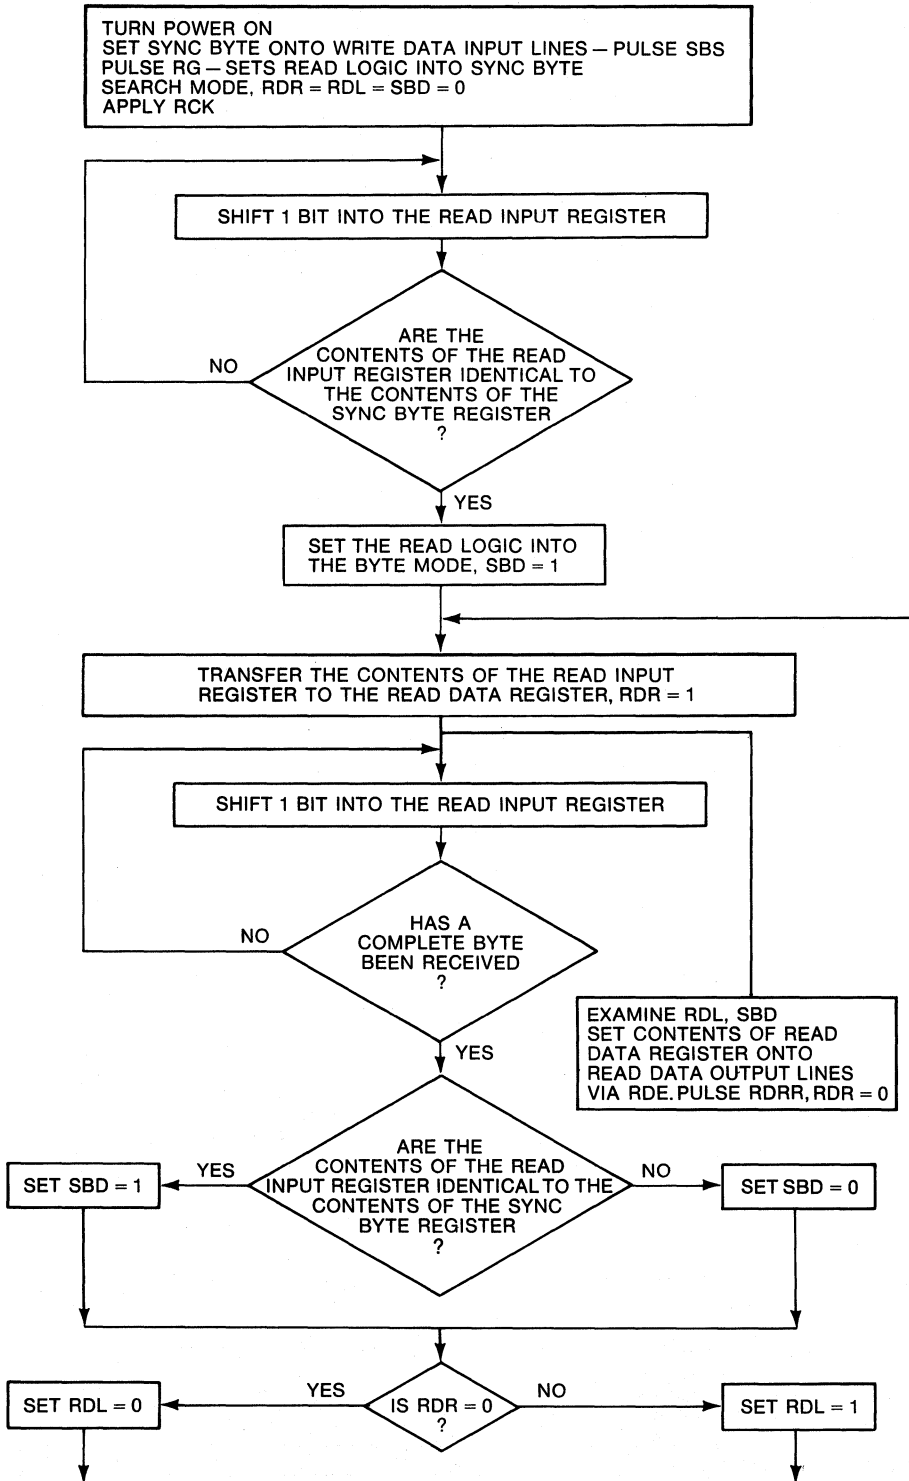 TURN POWER ON
SET SYNC BYTE ONTO WRITE DATA INPUT LINES — PULSE SBS
PULSE RG — SETS READ LOGIC INTO SYNC BYTE
SEARCH MODE, RDR = RDL = SBD = 0
APPLY RCK
SHIFT 1 BIT INTO THE READ INPUT REGISTER
ARE THE
CONTENTS OF THE READ
INPUT REGISTER IDENTICAL TO
THE CONTENTS OF THE
SYNC BYTE REGISTER
?
NO
YES
SET THE READ LOGIC INTO
THE BYTE MODE, SBD = 1
TRANSFER THE CONTENTS OF THE READ INPUT
REGISTER TO THE READ DATA REGISTER, RDR = 1
SHIFT 1 BIT INTO THE READ INPUT REGISTER
HAS A
COMPLETE BYTE
BEEN RECEIVED
?
NO
YES
EXAMINE RDL, SBD
SET CONTENTS OF READ
DATA REGISTER ONTO
READ DATA OUTPUT LINES
VIA RDE. PULSE RDRR, RDR = 0
ARE THE
CONTENTS OF THE READ
INPUT REGISTER IDENTICAL TO THE
CONTENTS OF THE SYNC
BYTE REGISTER
?
YES
NO
SET SBD = 1
SET SBD = 0
IS RDR = 0
?
YES
NO
SET RDL = 0
SET RDL = 1